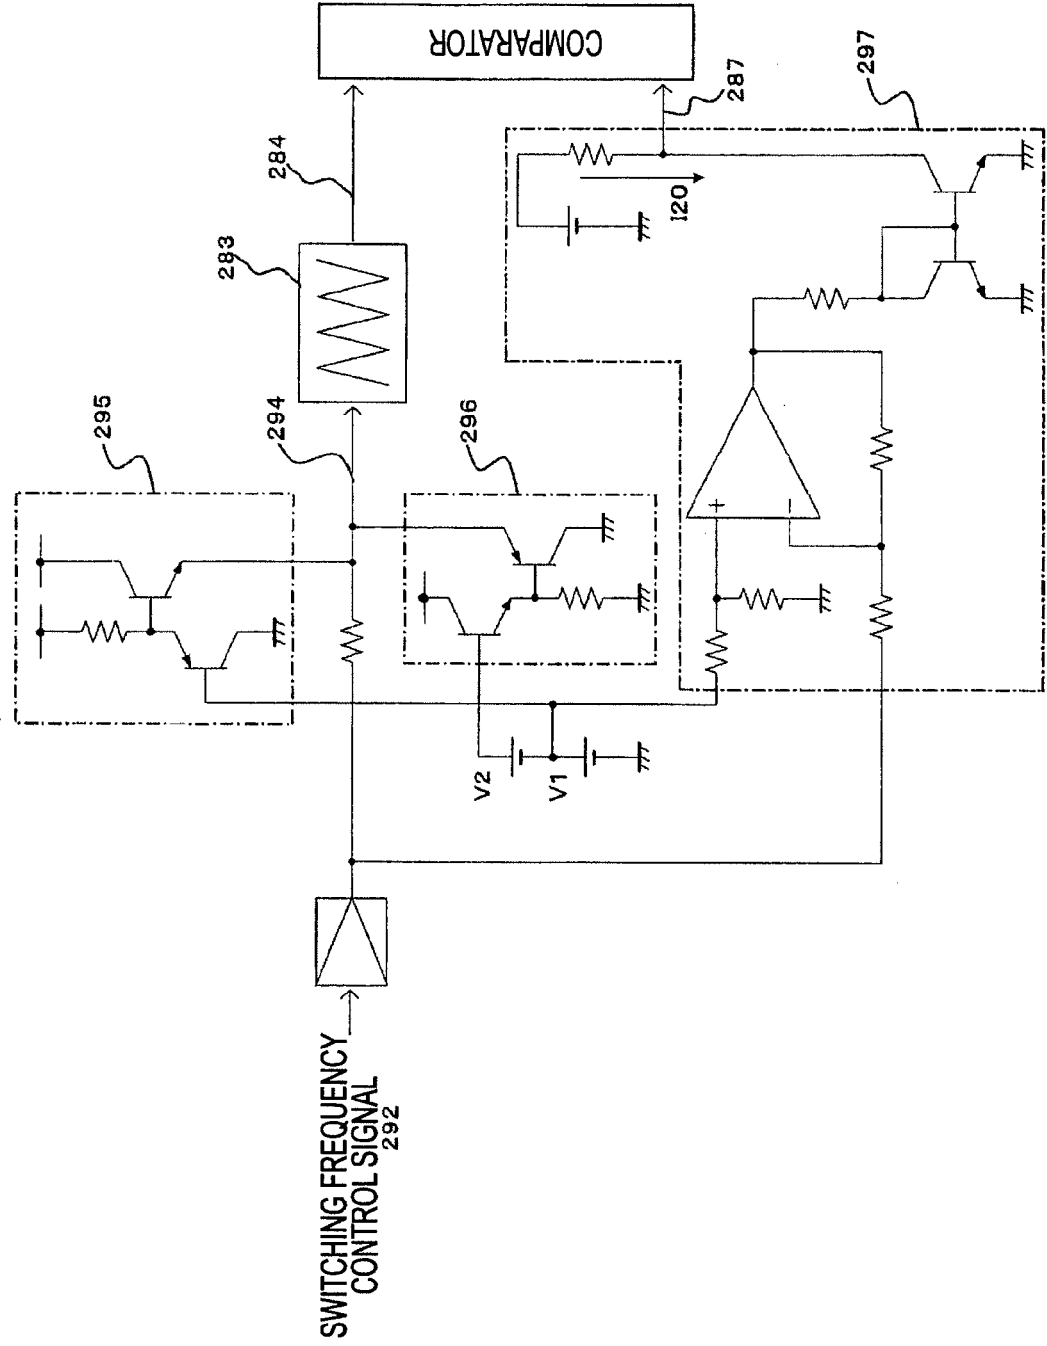 COMPARATOR
297
287
284
I20
283
295
294
296
+
−
V2
V1
SWITCHING FREQUENCY
CONTROL SIGNAL
292